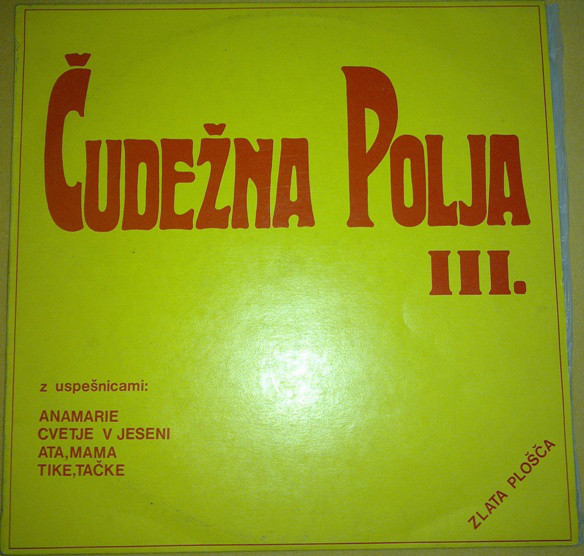 ČUDEŽNA POLJA
III.
z uspešnicami:
ANAMARIE
CVETJE V JESENI
ATA,MAMA
TIKE,TAČKE
ZLATA PLOŠČA